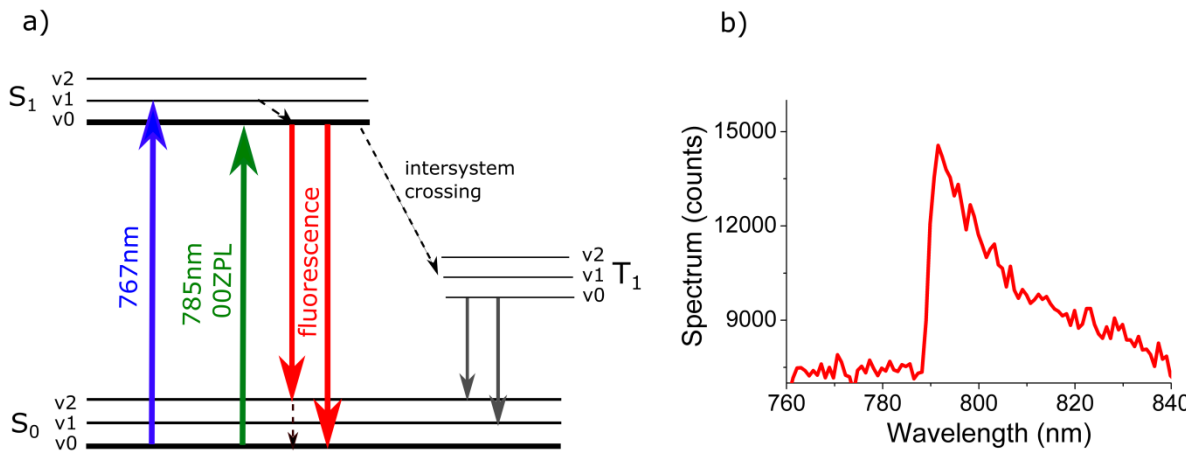 a)
S1
v2
v1
v0
767nm
785nm
00ZPL
fluorescence
intersystem
crossing
v2
v1
v0
T1
S0
v2
v1
v0
b)
Spectrum (counts)
15000
12000
9000
760
780
800
820
840
Wavelength (nm)